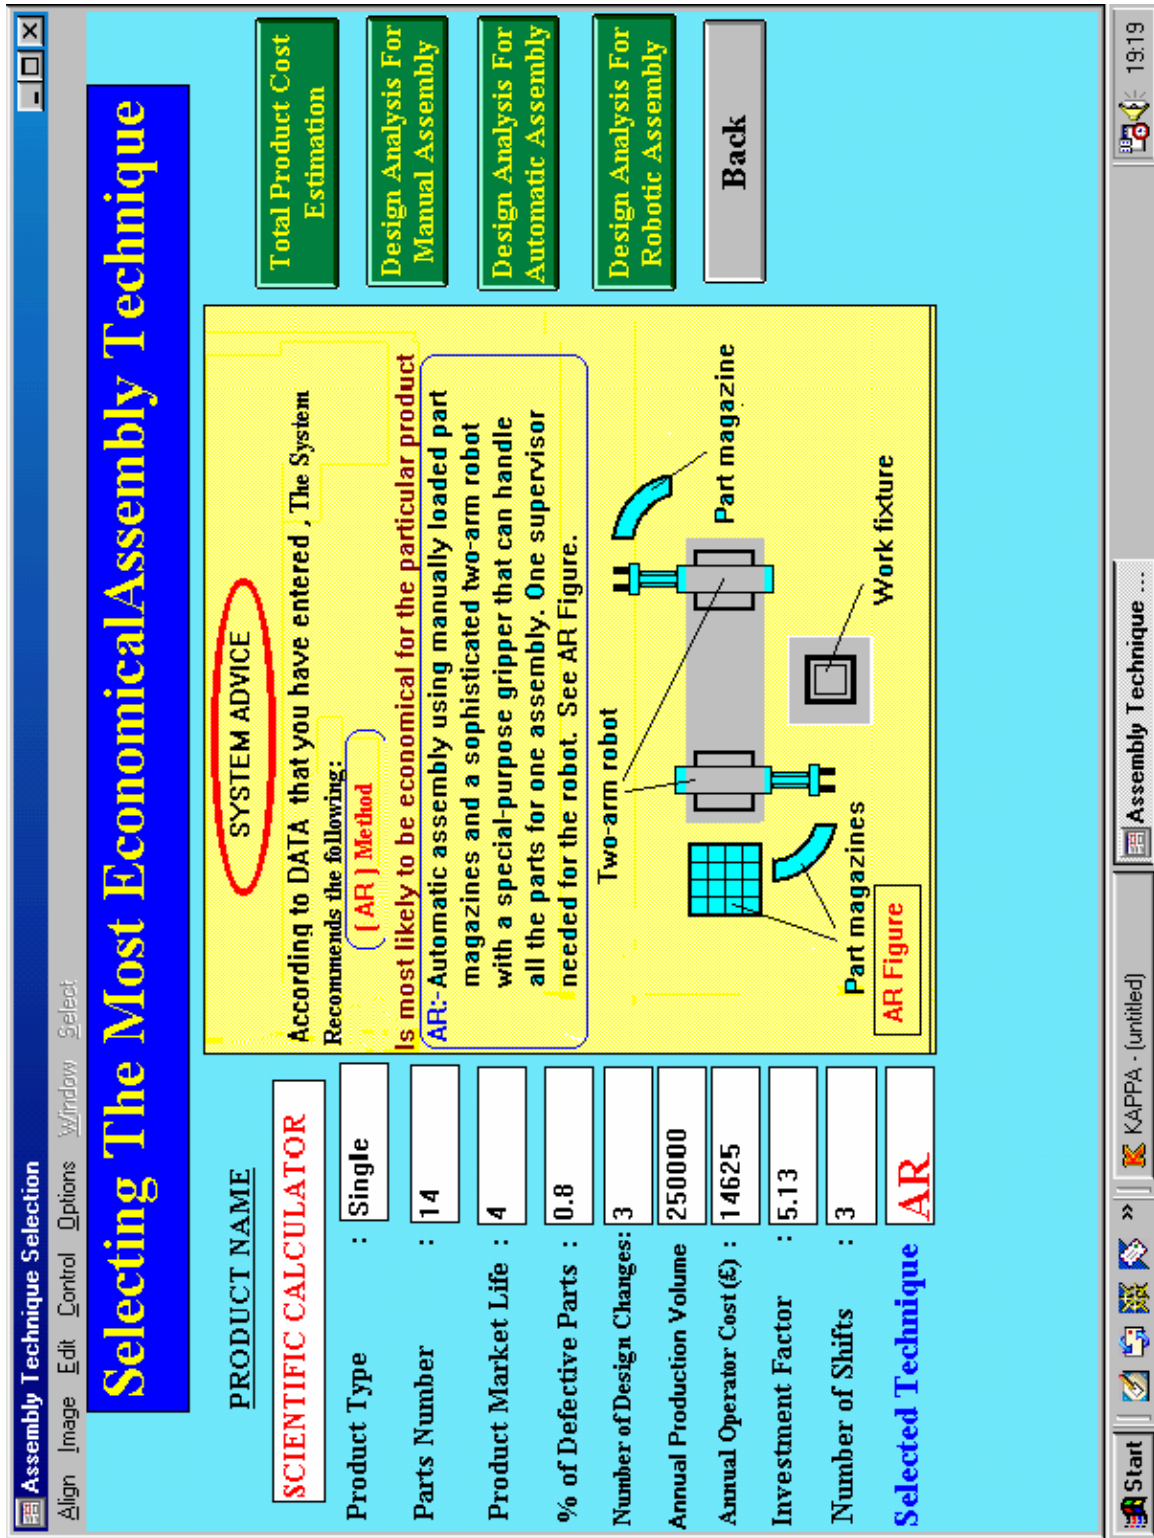 Assembly Technique Selection
Align Image Edit Control Options Window Select
Selecting The Most EconomicalAssembly Technique
PRODUCT NAME
SCIENTIFIC CALCULATOR
Product Type : Single
Parts Number : 14
Product Market Life : 4
% of Defective Parts : 0.8
Number of Design Changes: 3
Annual Production Volume 250000
Annual Operator Cost (£) : 14625
Investment Factor : 5.13
Number of Shifts : 3
Selected Technique AR
SYSTEM ADVICE
According to DATA that you have entered , The System
Recommends the following:
[ AR ] Method
Is most likely to be economical for the particular product
AR:-Automatic assembly using manually loaded part
magazines and a sophisticated two-arm robot
with a special-purpose gripper that can handle
all the parts for one assembly. One supervisor
needed for the robot. See AR Figure.
Two-arm robot
Part magazine
Part magazines
Work fixture
AR Figure
Total Product Cost
Estimation
Design Analysis For
Manual Assembly
Design Analysis For
Automatic Assembly
Design Analysis For
Robotic Assembly
Back
Start
»
KAPPA - (untitled)
Assembly Technique ...
19:19